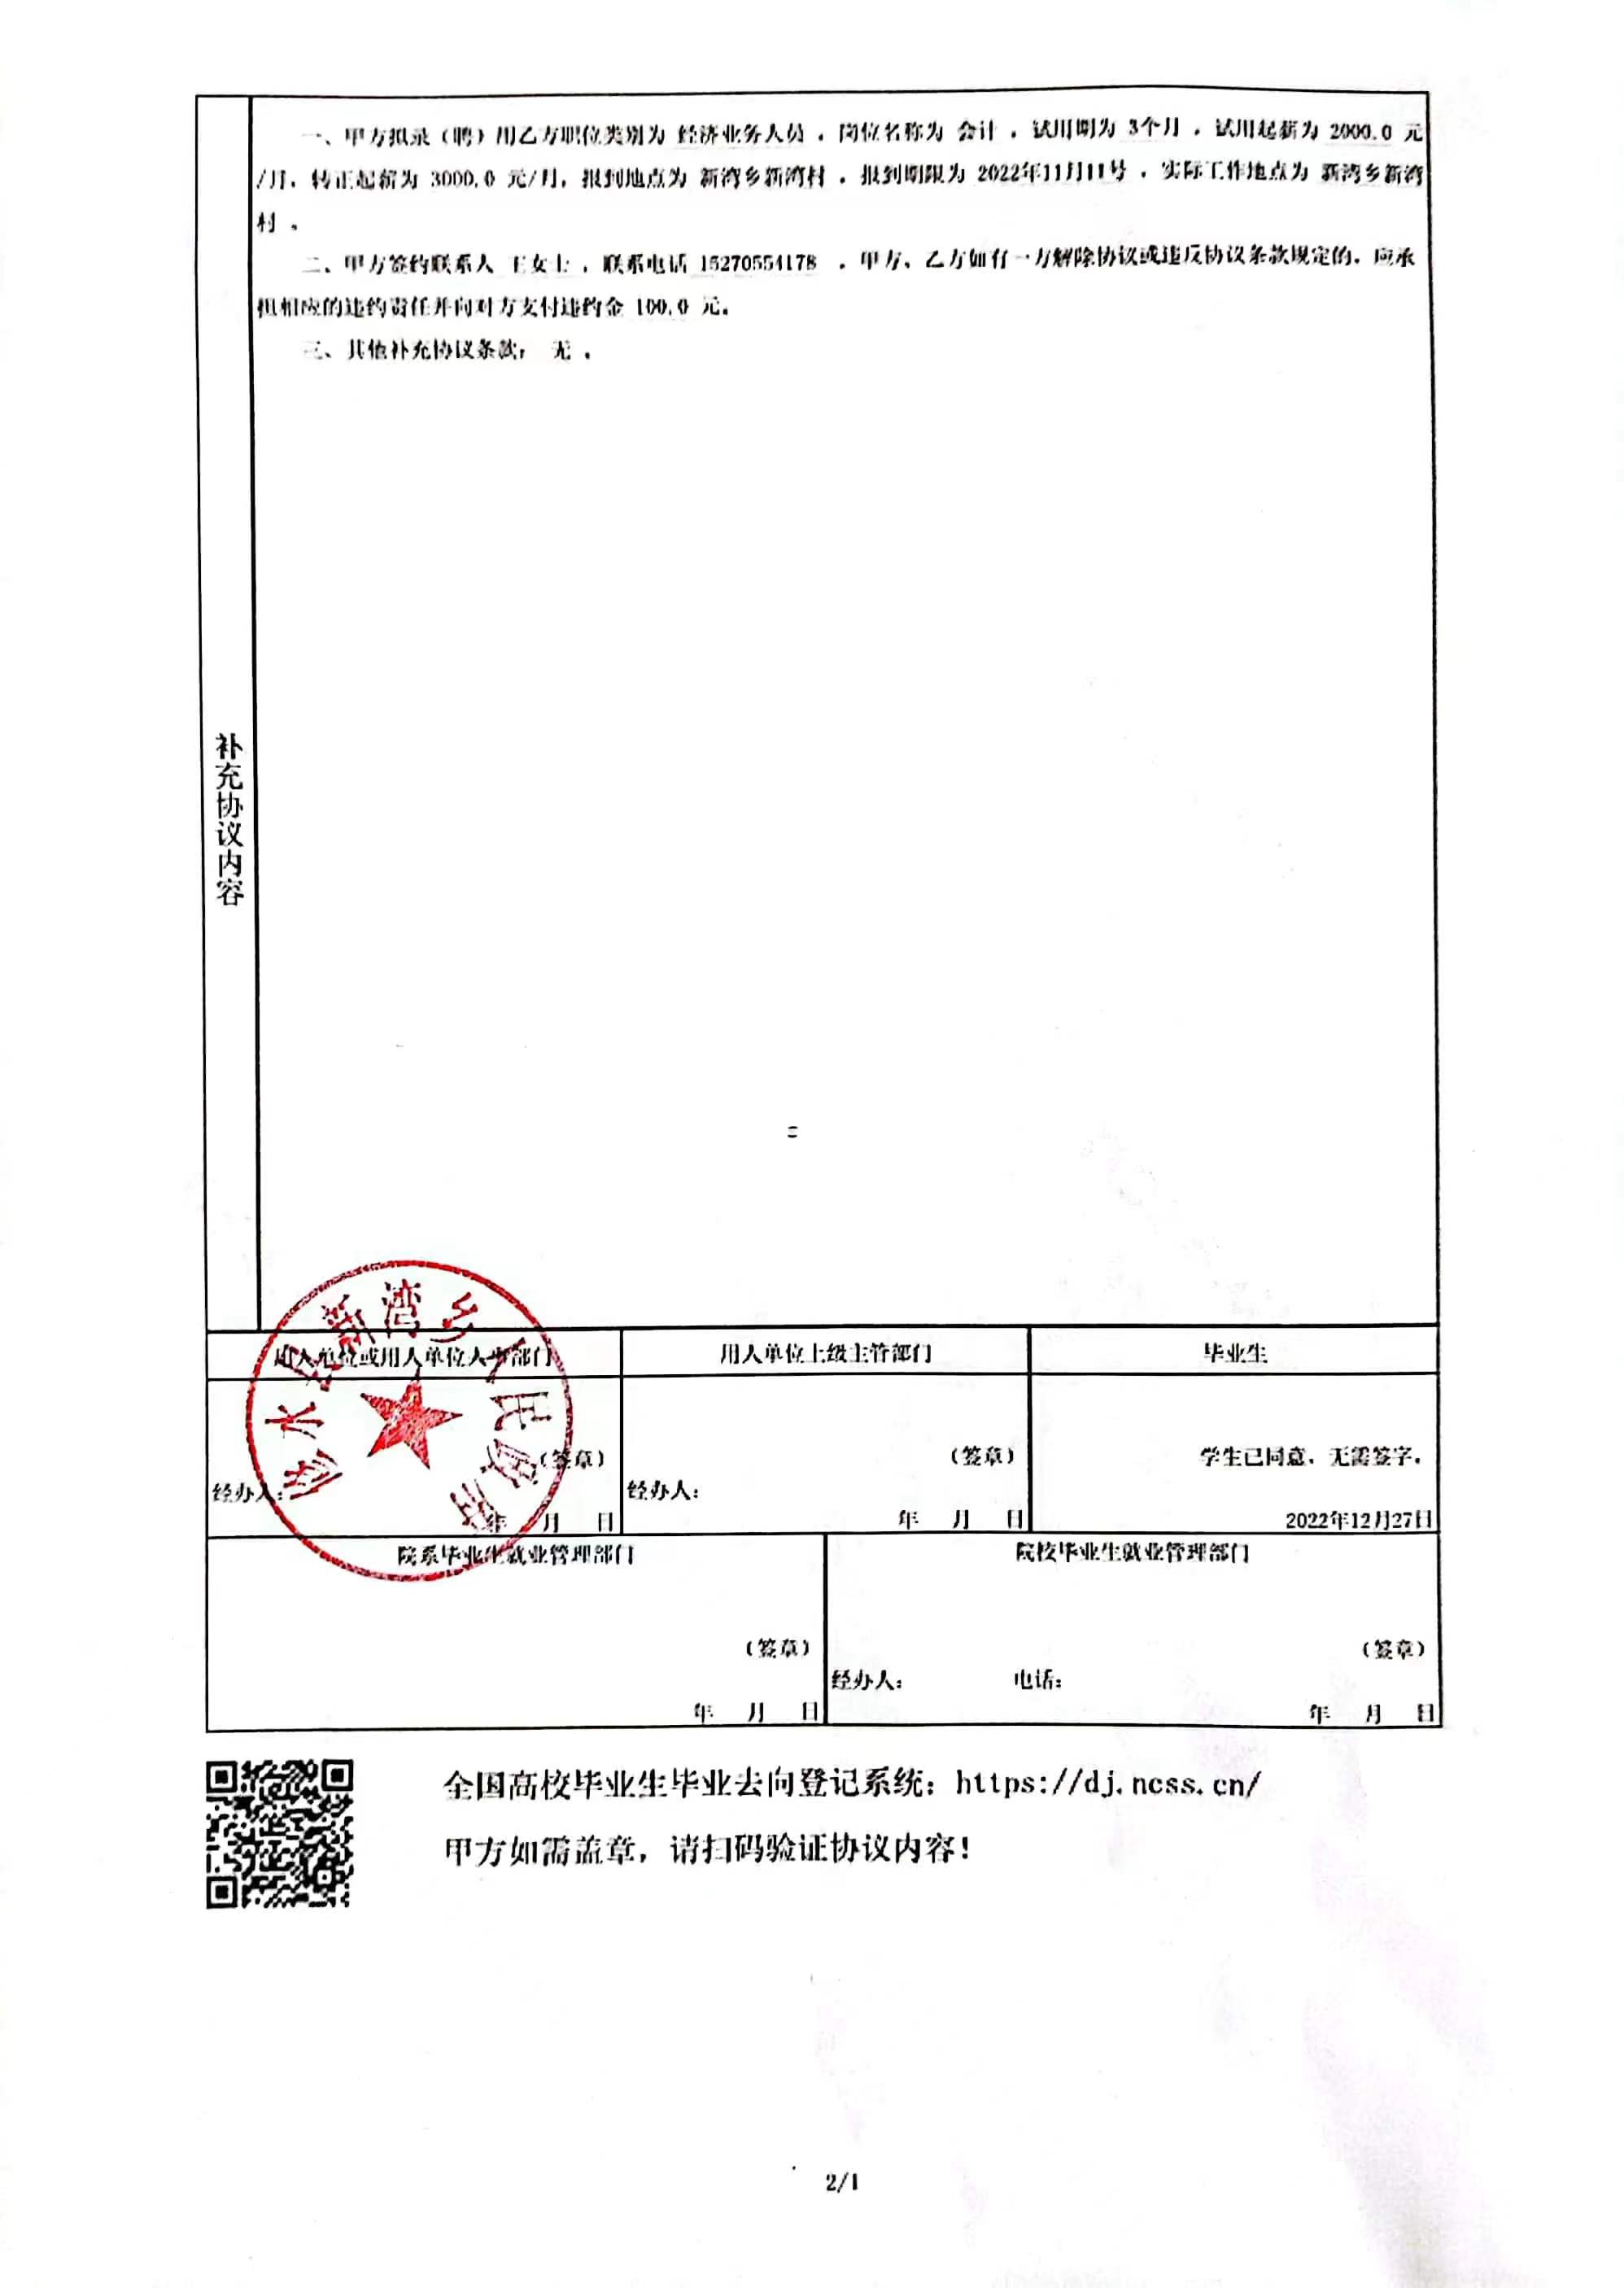 一、甲方拟录（聘）用乙方职位类别为 经济业务人员 ，岗位名称为 会计 ，试用期为 3个月 ，试用起薪为 2000.0 元
/月，转正起薪为 3000.0 元/月，报到地点为 新湾乡新湾村 ，报到期限为 2022年11月11号 ，实际工作地点为 新湾乡新湾
村 。
二、甲方签约联系人 王女士 ，联系电话 15270554178 ，甲方、乙方如有一方解除协议或违反协议条款规定的，应承
担相应的违约责任并向对方支付违约金 100.0 元。
三、其他补充协议条款： 无 。
补充协议内容
修水县新湾乡人民政府
用人单位或用人单位人事部门
用人单位上级主管部门
毕业生
（签章）
经办人：
年 月 日
（签章）
经办人：
年 月 日
学生已同意，无需签字。
2022年12月27日
院系毕业生就业管理部门
院校毕业生就业管理部门
（签章）
年 月 日
（签章）
经办人： 电话：
年 月 日
全国高校毕业生毕业去向登记系统：https://dj.ncss.cn/
甲方如需盖章，请扫码验证协议内容！
2/1